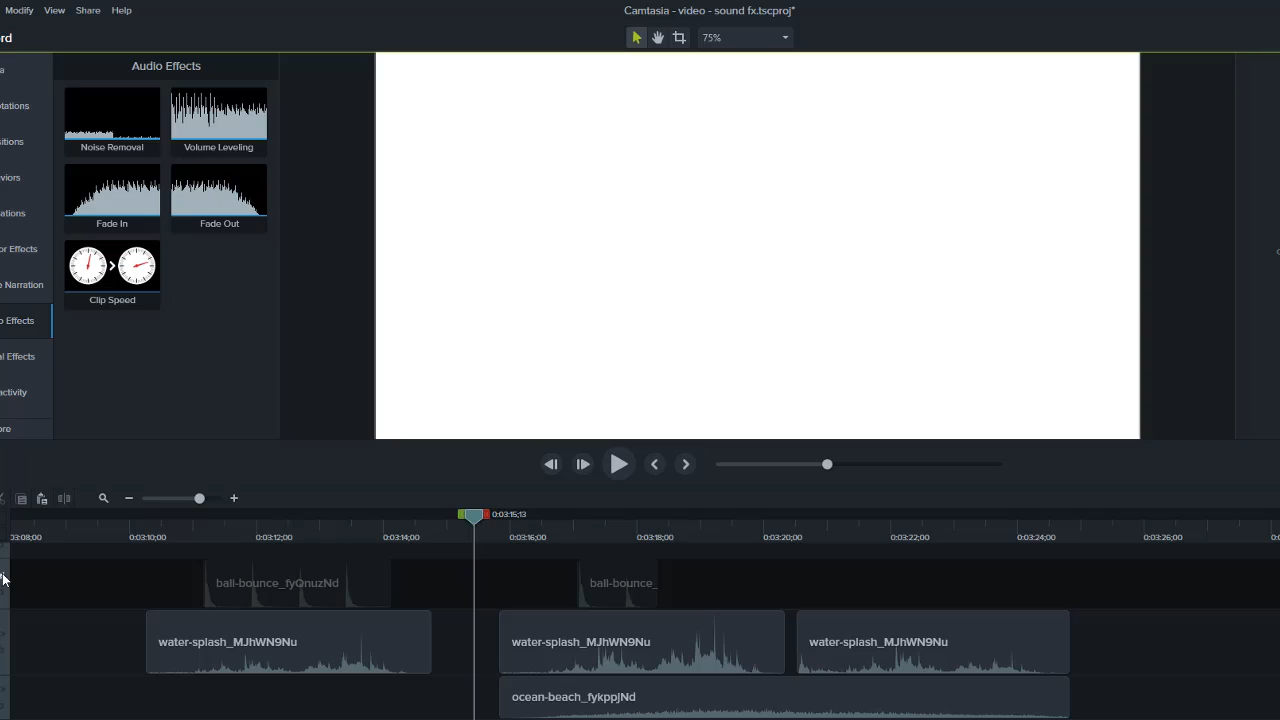 Modify View Share Help
Camtasia - video - sound fx.tscproj*
rd
75%
Audio Effects
a
tations
Noise Removal Volume Leveling
sitions
viors
ations
Fade In Fade Out
or Effects
e Narration
Clip Speed
o Effects
al Effects
activity
ore
0:03:15;13
03:08;00 0:03:10;00 0:03:12;00 0:03:14;00 0:03:16;00 0:03:18;00 0:03:20;00 0:03:22;00 0:03:24;00 0:03:26;00
ball-bounce_fyQnuzNd ball-bounce_
water-splash_MJhWN9Nu water-splash_MJhWN9Nu water-splash_MJhWN9Nu
ocean-beach_fykppjNd